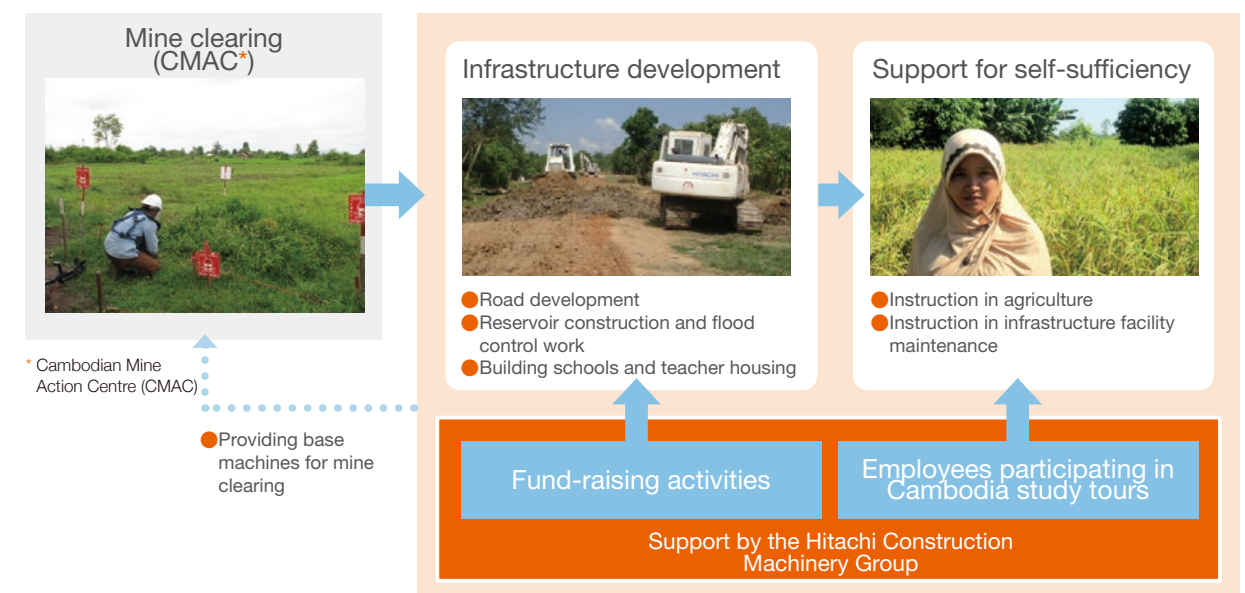 Mine clearing
(CMAC*)
* Cambodian Mine
Action Centre (CMAC)
●Providing base
machines for mine
clearing
Infrastructure development
HITACHI
●Road development
●Reservoir construction and flood
control work
●Building schools and teacher housing
Support for self-sufficiency
●Instruction in agriculture
●Instruction in infrastructure facility
maintenance
Fund-raising activities
Employees participating in
Cambodia study tours
Support by the Hitachi Construction
Machinery Group